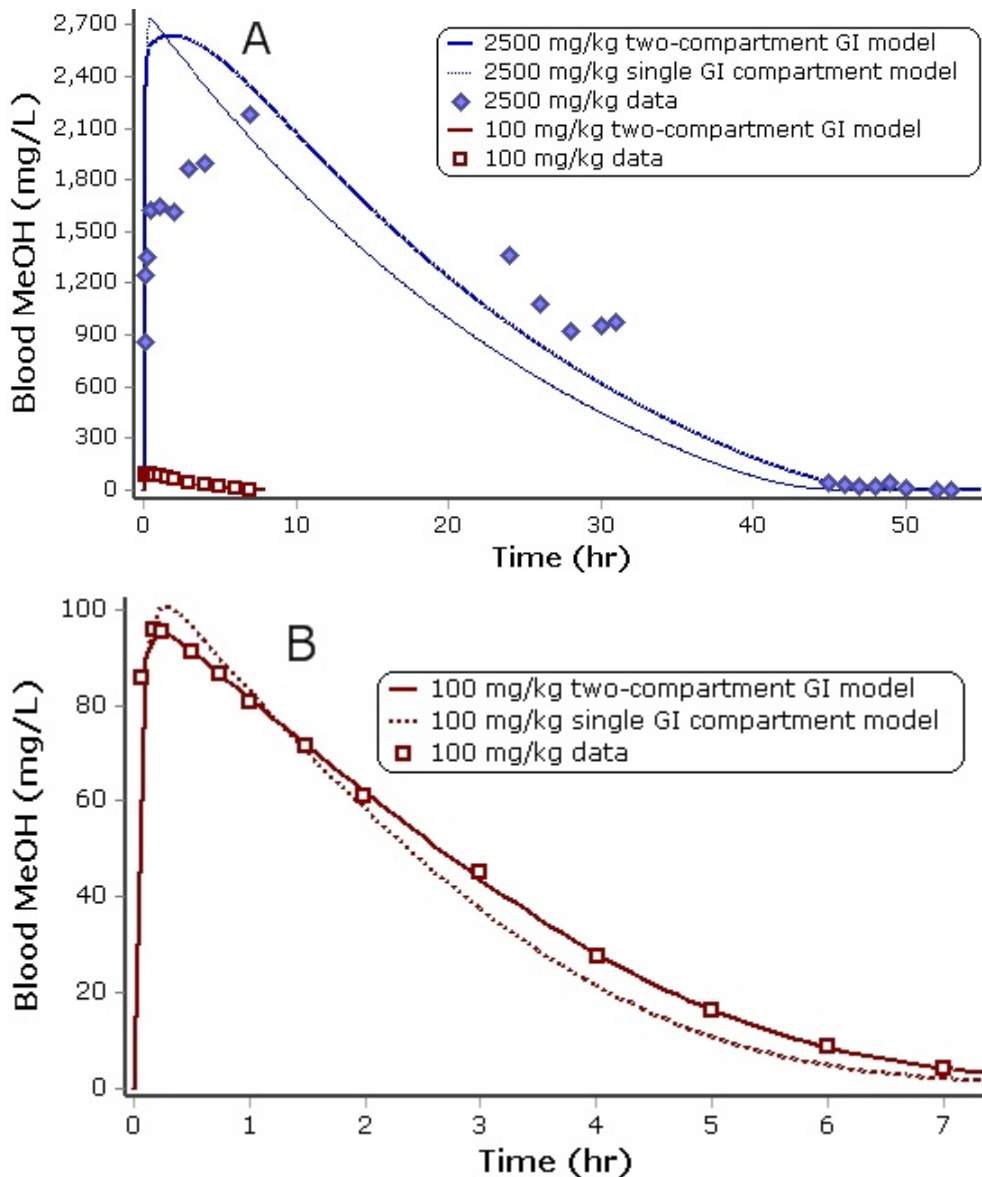 2,700
2,400
2,100
1,800
1,500
1,200
900
600
300
0
Blood MeOH (mg/L)
A
2500 mg/kg two-compartment GI model
2500 mg/kg single GI compartment model
2500 mg/kg data
100 mg/kg two-compartment GI model
100 mg/kg data
0 10 20 30 40 50
Time (hr)
100
80
60
40
20
0
Blood MeOH (mg/L)
B
100 mg/kg two-compartment GI model
100 mg/kg single GI compartment model
100 mg/kg data
0 1 2 3 4 5 6 7
Time (hr)